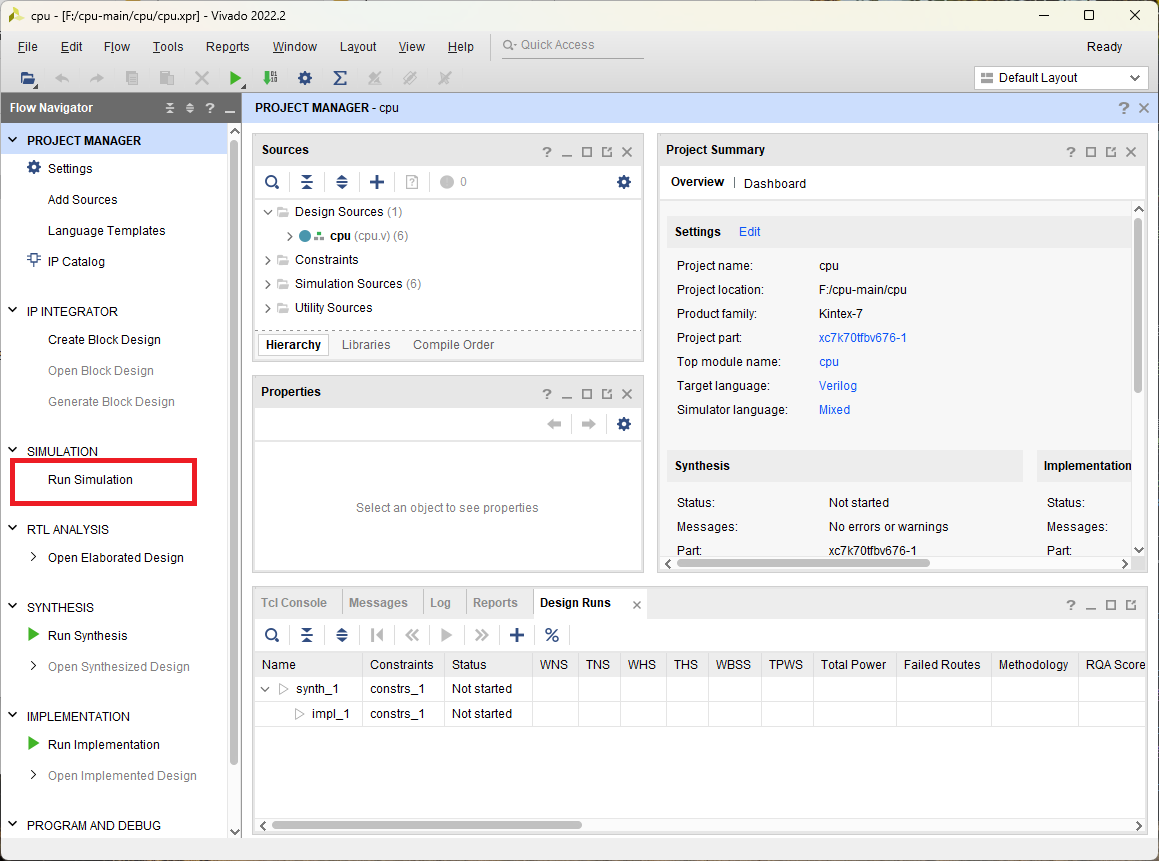 cpu - [F:/cpu-main/cpu/cpu.xpr] - Vivado 2022.2
File Edit Flow Tools Reports Window Layout View Help Quick Access Ready
Default Layout
Flow Navigator
PROJECT MANAGER
Settings
Add Sources
Language Templates
IP Catalog
IP INTEGRATOR
Create Block Design
Open Block Design
Generate Block Design
SIMULATION
Run Simulation
RTL ANALYSIS
Open Elaborated Design
SYNTHESIS
Run Synthesis
Open Synthesized Design
IMPLEMENTATION
Run Implementation
Open Implemented Design
PROGRAM AND DEBUG
PROJECT MANAGER - cpu
Sources
0
Design Sources (1)
cpu (cpu.v) (6)
Constraints
Simulation Sources (6)
Utility Sources
Hierarchy Libraries Compile Order
Properties
Select an object to see properties
Project Summary
Overview | Dashboard
Settings Edit
Project name: cpu
Project location: F:/cpu-main/cpu
Product family: Kintex-7
Project part: xc7k70tfbv676-1
Top module name: cpu
Target language: Verilog
Simulator language: Mixed
Synthesis Implementation
Status: Not started Status:
Messages: No errors or warnings Messages:
Part: xc7k70tfbv676-1 Part:
Tcl Console Messages Log Reports Design Runs
Name Constraints Status WNS TNS WHS THS WBSS TPWS Total Power Failed Routes Methodology RQA Score
synth_1 constrs_1 Not started
impl_1 constrs_1 Not started